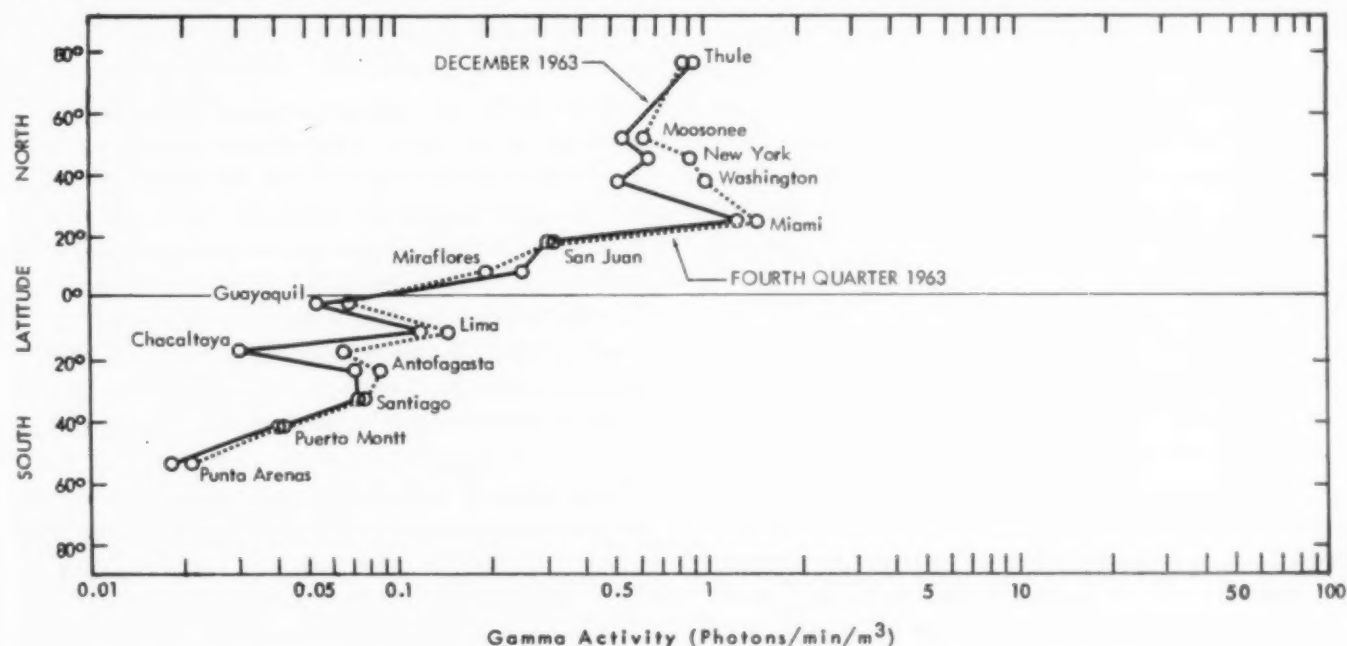 80°
60°
40°
20°
0°
20°
40°
60°
80°
NORTH
LATITUDE
SOUTH
DECEMBER 1963
Thule
Moosonee
New York
Washington
Miami
Miraflores
San Juan
FOURTH QUARTER 1963
Guayaquil
Lima
Chacaltaya
Antofagasta
Santiago
Puerto Montt
Punta Arenas
0.01 0.05 0.1 0.5 1 5 10 50 100
Gamma Activity (Photons/min/m³)